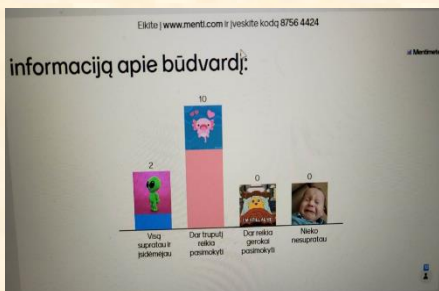 Eikite į www.menti.com ir įveskite kodą 8756 4424
Mentimeter
informaciją apie būdvardį:
2
10
0
0
Visą
supratau ir
įsidėmėjau
Dar truputį
reikia
pasimokyti
Dar reikia
gerokai
pasimokyti
Nieko
nesupratau